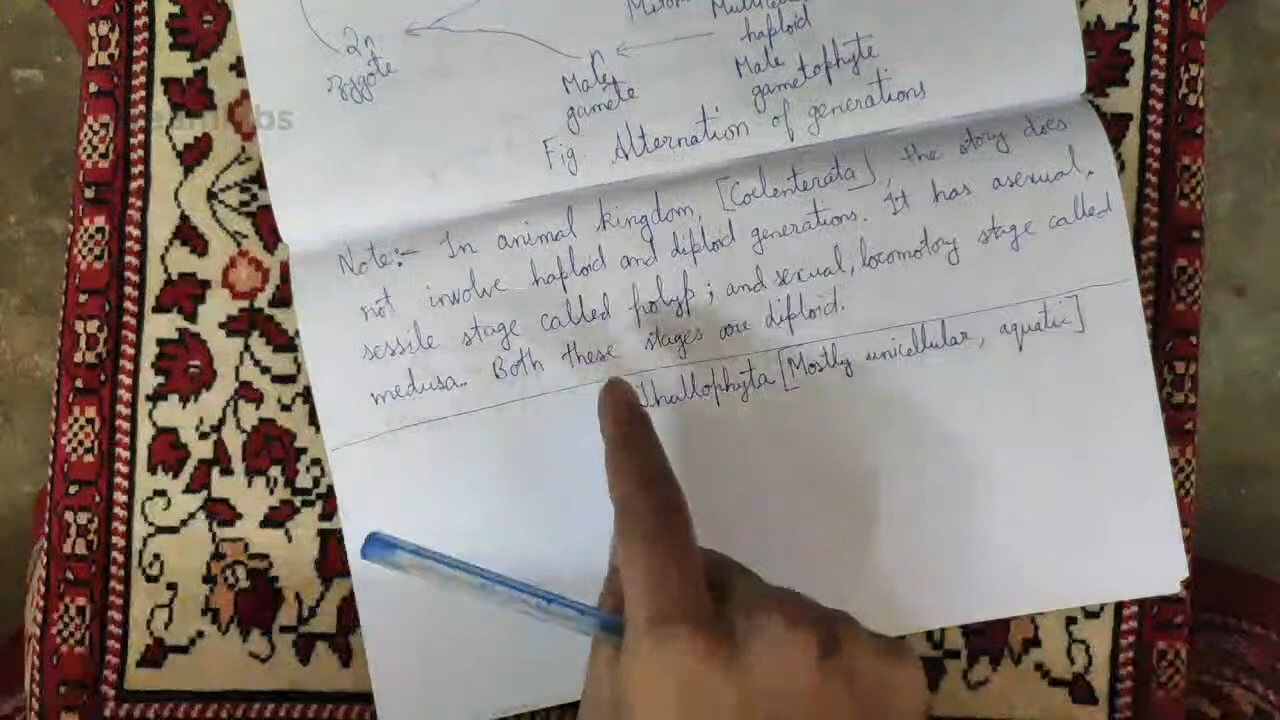 2n
zygote
n
Male
gamete
haploid
Male
gametophyte.
Fig. Alternation of generations
Note:- In animal kingdom, [Coelenterata], the story does
not involve haploid and diploid generations. It has asexual,
sessile stage called polyp; and sexual, locomotory stage called
medusa. Both these stages are diploid.
Thallophyta [Mostly unicellular, aquatic]